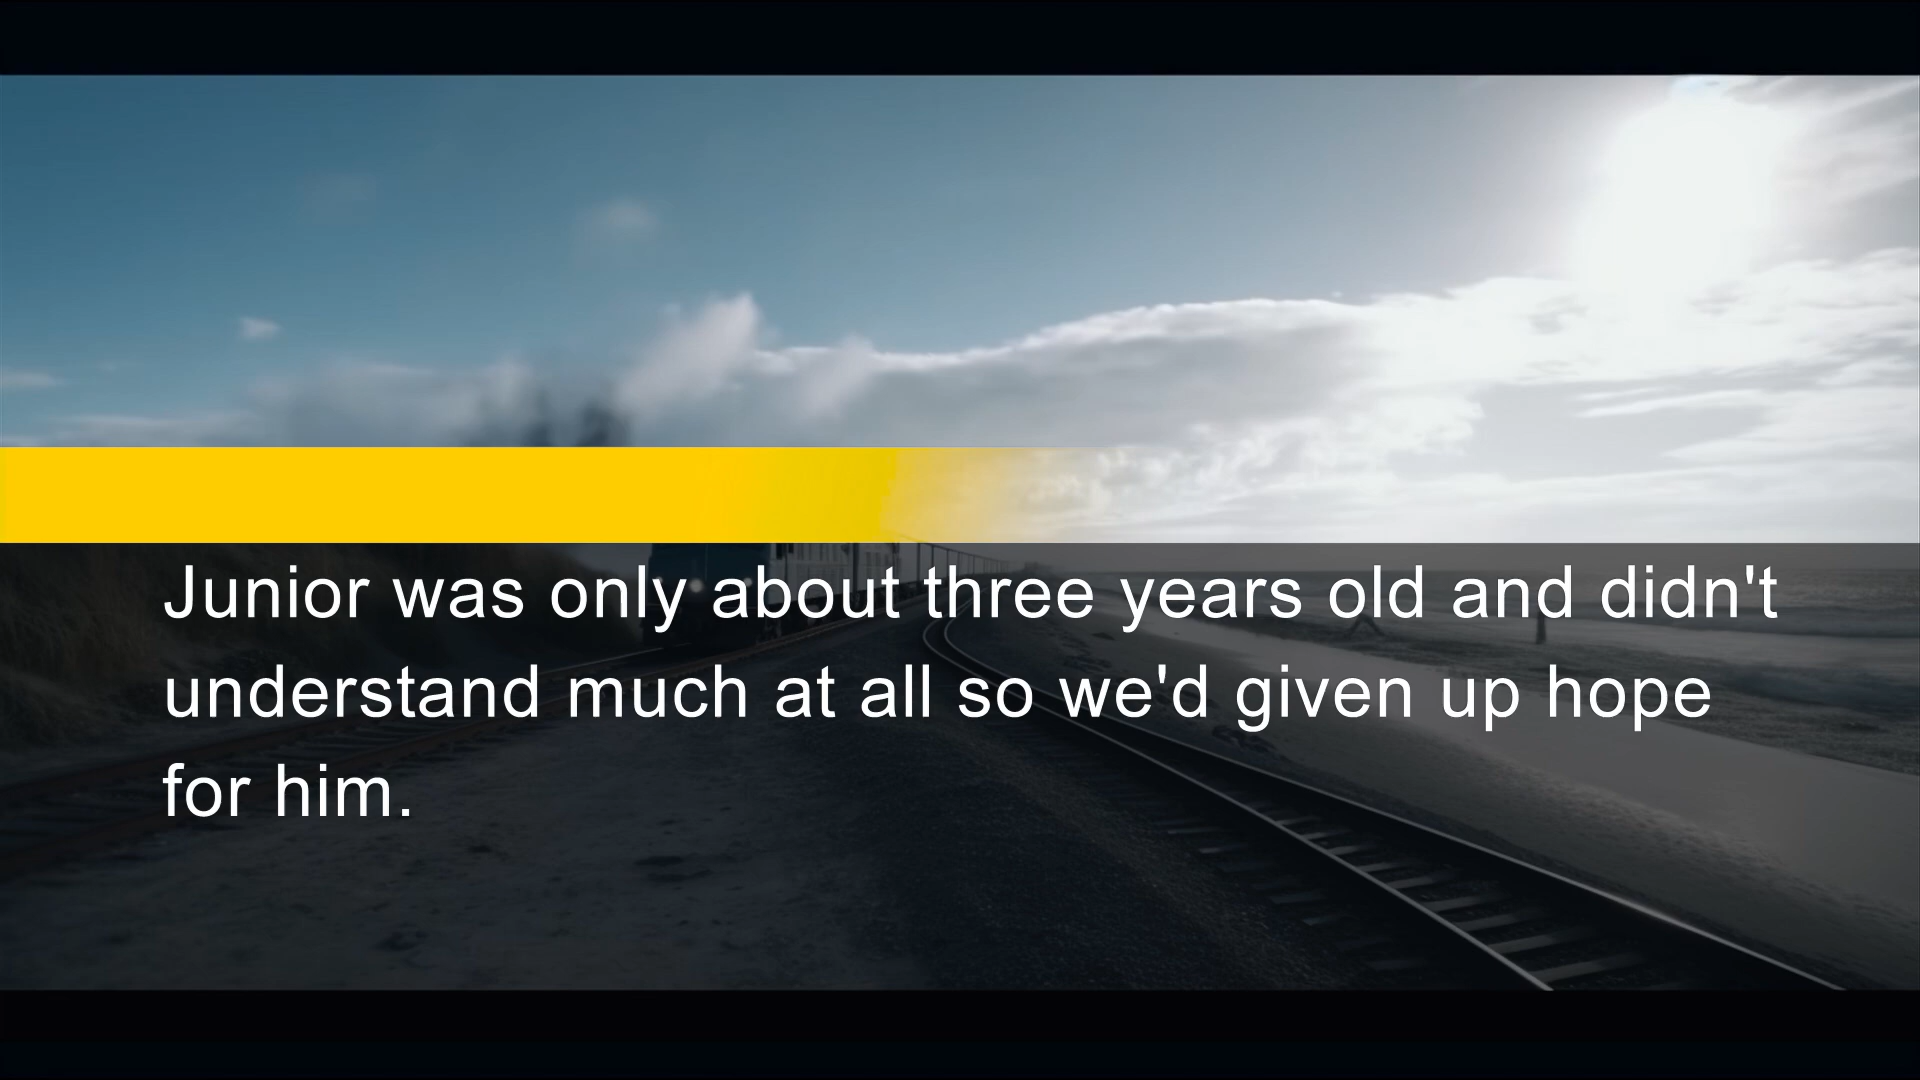 Junior was only about three years old and didn't
understand much at all so we'd given up hope
for him.